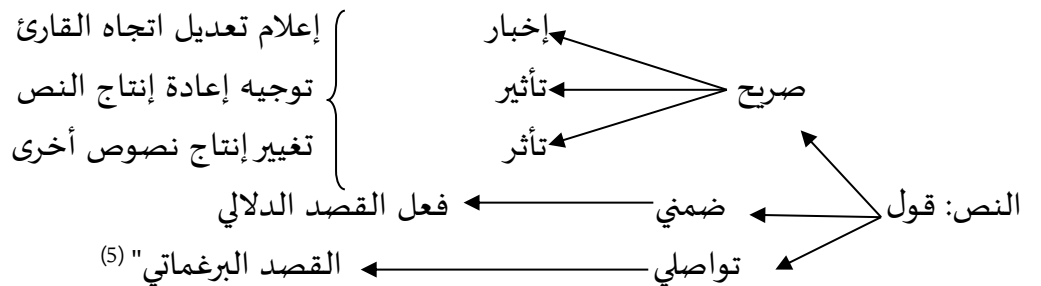 إخبار إعلام تعديل اتجاه القارئ
صريح تأثير توجيه إعادة إنتاج النص
تأثر تغيير إنتاج نصوص أخرى
النص: قول ضمني فعل القصد الدلالي
تواصلي القصد البرغماتي" (5)